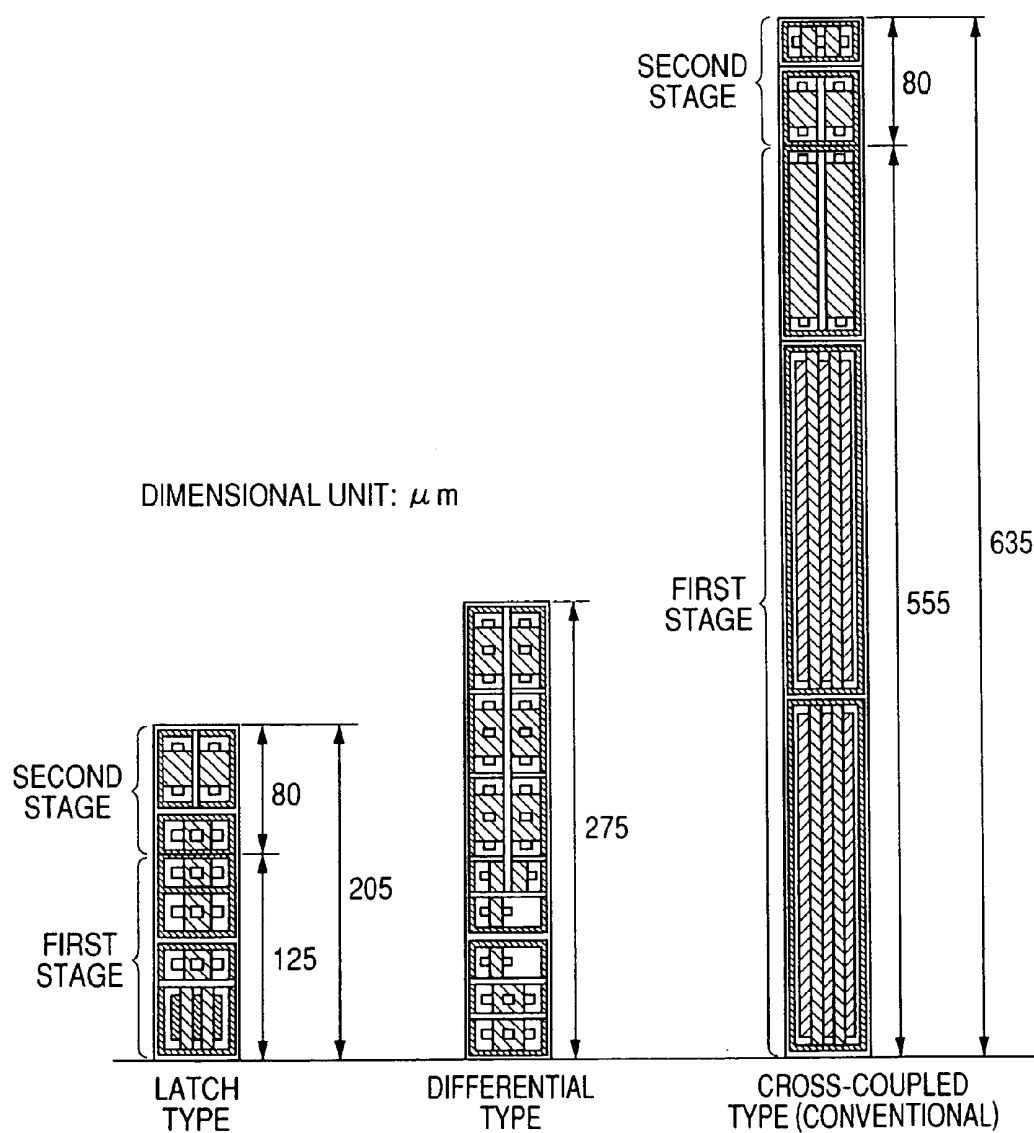 SECOND
STAGE
80
DIMENSIONAL UNIT: μm
635
FIRST
STAGE
555
SECOND
STAGE
80
275
205
FIRST
STAGE
125
LATCH
TYPE
DIFFERENTIAL
TYPE
CROSS-COUPLED
TYPE (CONVENTIONAL)